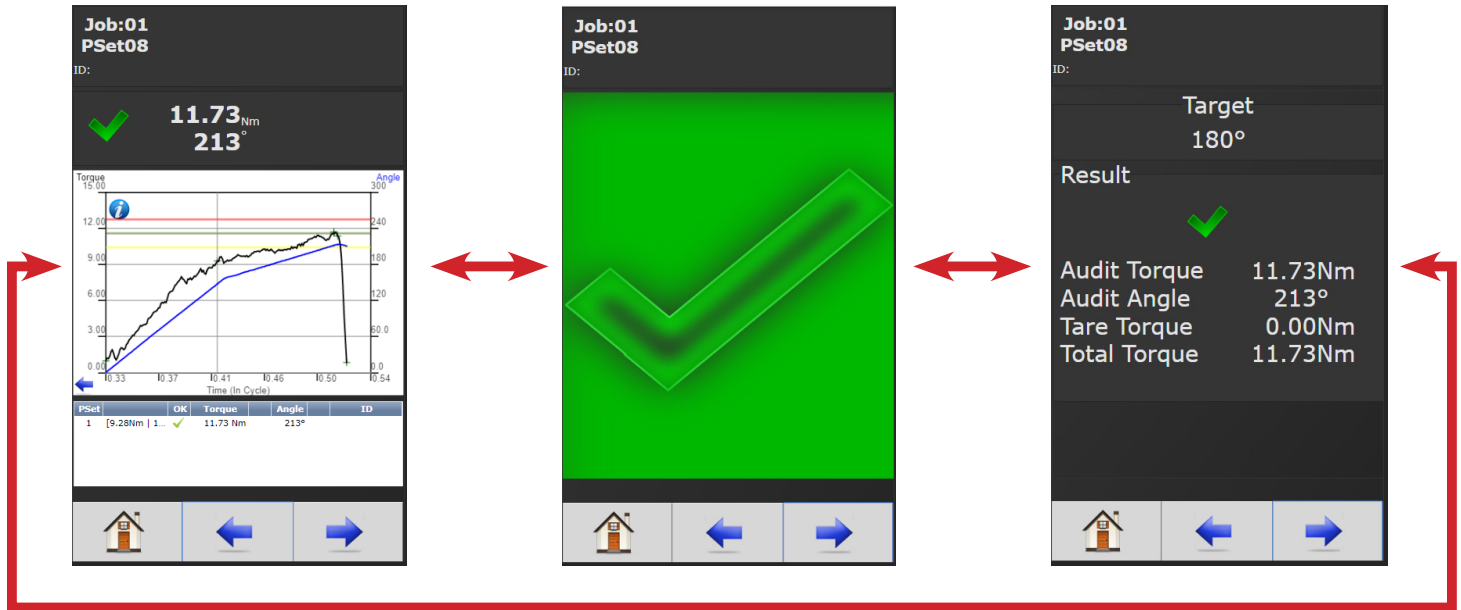 Job:01
PSet08
ID:
11.73Nm
213°
Torque
Angle
15.00
300
12.00
240
9.00
180
6.00
120
3.00
60.0
0.00
0.0
0.33 0.37 0.41 0.46 0.50 0.54
Time (In Cycle)
PSet OK Torque Angle ID
1 [9.28Nm | 1... 11.73 Nm 213°
Job:01
PSet08
ID:
Job:01
PSet08
ID:
Target
180°
Result
Audit Torque 11.73Nm
Audit Angle 213°
Tare Torque 0.00Nm
Total Torque 11.73Nm